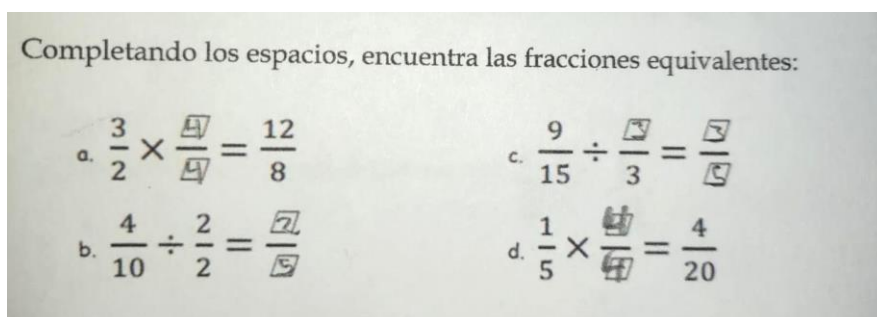 Completando los espacios, encuentra las fracciones equivalentes:
a. 3/2 × 4/4 = 12/8
c. 9/15 ÷ 3/3 = 3/5
b. 4/10 ÷ 2/2 = 2/5
d. 1/5 × 4/4 = 4/20